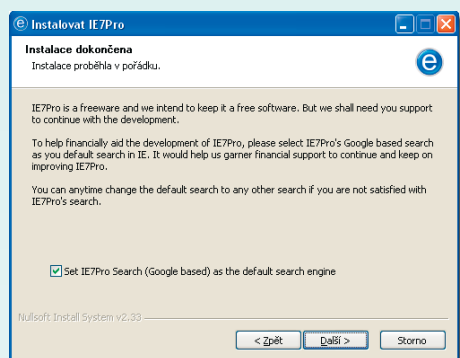 Instalovat IE7Pro
Instalace dokončena
Instalace proběhla v pořádku.
IE7Pro is a freeware and we intend to keep it a free software. But we shall need you support
to continue with the development.
To help financially aid the development of IE7Pro, please select IE7Pro's Google based search
as you default search in IE. It would help us garner financial support to continue and keep on
improving IE7Pro.
You can anytime change the default search to any other search if you are not satisfied with
IE7Pro's search.
Set IE7Pro Search (Google based) as the default search engine
Nullsoft Install System v2.33
< Zpět
Další >
Storno